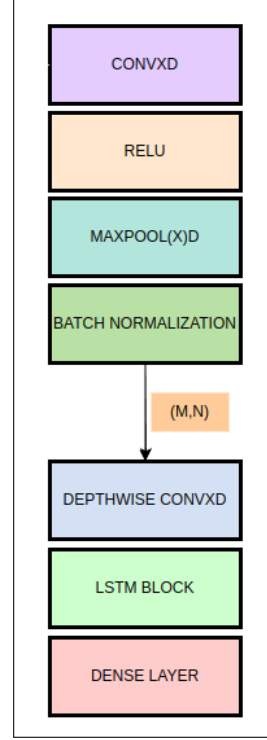 CONVXD
RELU
MAXPOOL(X)D
BATCH NORMALIZATION
(M,N)
DEPTHWISE CONVXD
LSTM BLOCK
DENSE LAYER